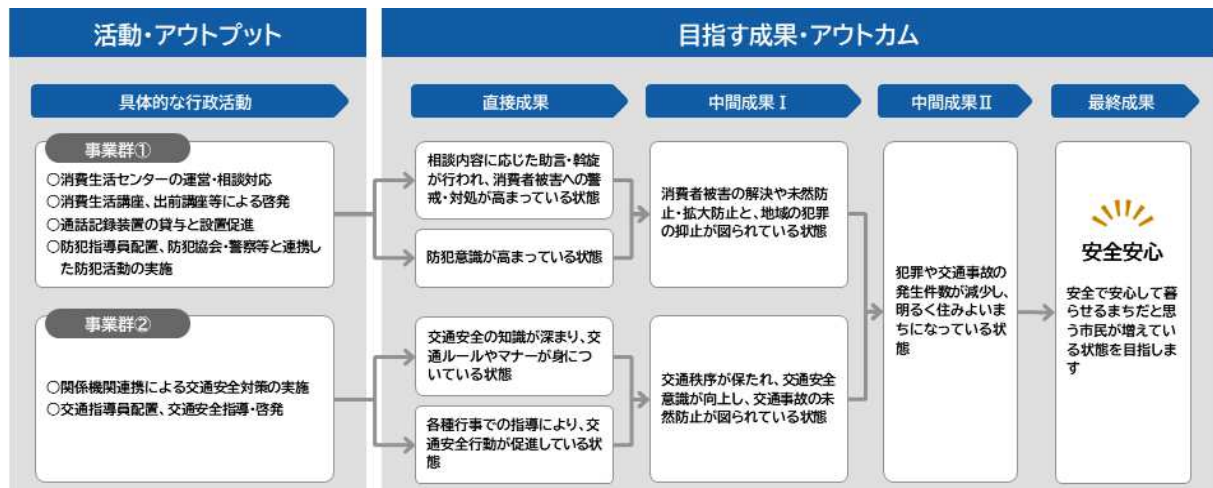 活動・アウトプット
目指す成果・アウトカム
具体的な行政活動
直接成果
中間成果Ⅰ
中間成果Ⅱ
最終成果
事業群①
○消費生活センターの運営・相談対応
○消費生活講座、出前講座等による啓発
○通話記録装置の貸与と設置促進
○防犯指導員配置、防犯協会・警察等と連携し
た防犯活動の実施
事業群②
○関係機関連携による交通安全対策の実施
○交通指導員配置、交通安全指導・啓発
相談内容に応じた助言・斡旋
が行われ、消費者被害への警
戒・対処が高まっている状態
防犯意識が高まっている状態
交通安全の知識が深まり、交
通ルールやマナーが身につ
いている状態
各種行事での指導により、交
通安全行動が促進している状
態
消費者被害の解決や未然防
止・拡大防止と、地域の犯罪
の抑止が図られている状態
交通秩序が保たれ、交通安全
意識が向上し、交通事故の未
然防止が図られている状態
犯罪や交通事故の
発生件数が減少し、
明るく住みよいま
ちになっている状
態
安全安心
安全で安心して暮
らせるまちだと思
う市民が増えてい
る状態を目指しま
す